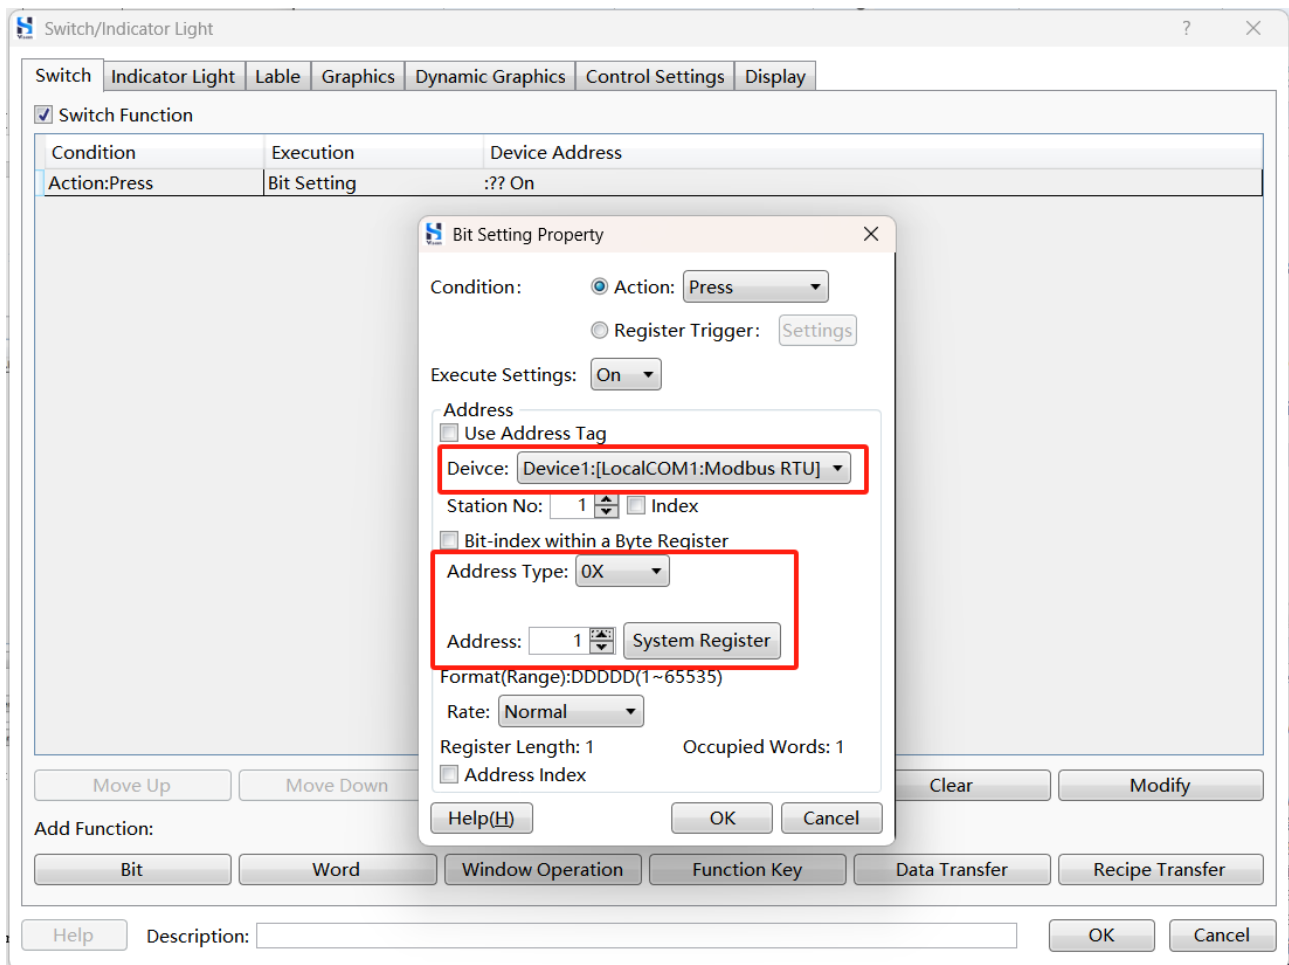 Switch/Indicator Light ?
Switch Indicator Light Lable Graphics Dynamic Graphics Control Settings Display
Switch Function
Condition Execution Device Address
Action:Press Bit Setting :?? On
Bit Setting Property
Condition: Action: Press
Register Trigger: Settings
Execute Settings: On
Address
Use Address Tag
Deivce: Device1:[LocalCOM1:Modbus RTU]
Station No: 1 Index
Bit-index within a Byte Register
Address Type: 0X
Address: 1 System Register
Format(Range):DDDDD(1~65535)
Rate: Normal
Register Length: 1 Occupied Words: 1
Address Index
Help(H) OK Cancel
Move Up Move Down Clear Modify
Add Function:
Bit Word Window Operation Function Key Data Transfer Recipe Transfer
Help Description: OK Cancel